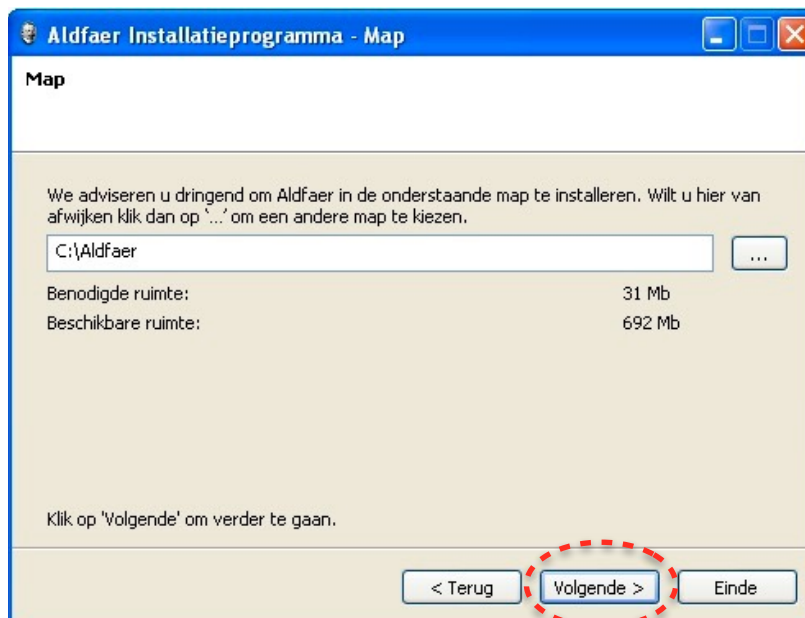 Aldfaer Installatieprogramma - Map
Map
We adviseren u dringend om Aldfaer in de onderstaande map te installeren. Wilt u hier van
afwijken klik dan op '...' om een andere map te kiezen.
C:\Aldfaer
...
Benodigde ruimte: 31 Mb
Beschikbare ruimte: 692 Mb
Klik op 'Volgende' om verder te gaan.
< Terug Volgende > Einde